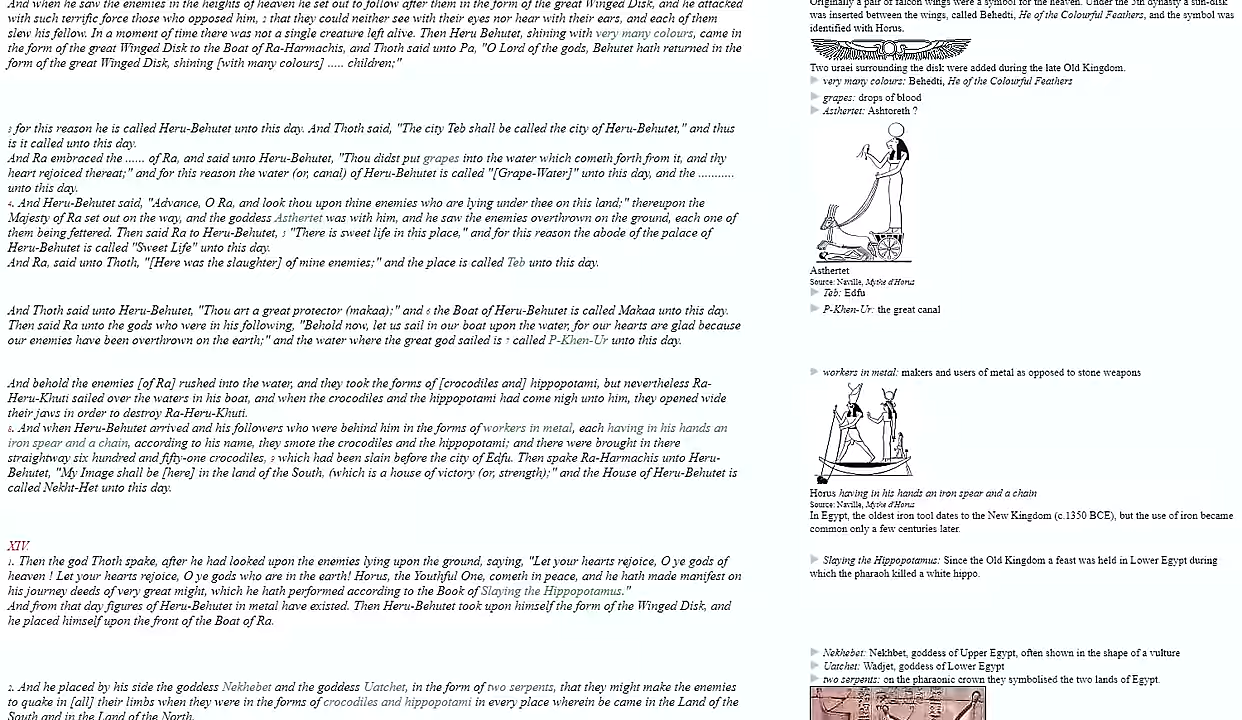 And when he saw the enemies in the heights of heaven he set out to follow after them in the form of the great Winged Disk, and he attacked
with such terrific force those who opposed him, 2 that they could neither see with their eyes nor hear with their ears, and each of them
slew his fellow. In a moment of time there was not a single creature left alive. Then Heru Behutet, shining with very many colours, came in
the form of the great Winged Disk to the Boat of Ra-Harmachis, and Thoth said unto Pa, "O Lord of the gods, Behutet hath returned in the
form of the great Winged Disk, shining [with many colours] ..... children;"
3 for this reason he is called Heru-Behutet unto this day. And Thoth said, "The city Teb shall be called the city of Heru-Behutet," and thus
is it called unto day.
And Ra embraced the ...... of Ra, and said unto Heru-Behutet, "Thou didst put grapes into the water which cometh forth from it, and thy
heart rejoiced thereat;" and for this reason the water (or, canal) of Heru-Behutet is called "[Grape-Water]" unto this day, and the ...........
unto this day.
4. And Heru-Behutet said, "Advance, O Ra, and look thou upon thine enemies who are lying under thee on this land;" thereupon the
Majesty of Ra set out on the way, and the goddess Asthertet was with him, and he saw the enemies overthrown on the ground, each one of
them being fettered. Then said Ra to Heru-Behutet, 5 "There is sweet life in this place," and for this reason the abode of the palace of
Heru-Behutet is called "Sweet Life" unto this day.
And Ra, said unto Thoth, "[Here was the slaughter] of mine enemies;" and the place is called Teb unto this day.
And Thoth said unto Heru-Behutet, "Thou art a great protector (makaa);" and 6 the Boat of Heru-Behutet is called Makaa unto this day.
Then said Ra unto the gods who were in his following, "Behold now, let us sail in our boat upon the water, for our hearts are glad because
our enemies have been overthrown on the earth;" and the water where the great god sailed is 7 called P-Khen-Ur unto this day.
And behold the enemies [of Ra] rushed into the water, and they took the forms of [crocodiles and] hippopotami, but nevertheless Ra-
Heru-Khuti sailed over the waters in his boat, and when the crocodiles and the hippopotami had come nigh unto him, they opened wide
their jaws in order to destroy Ra-Heru-Khuti.
8. And when Heru-Behutet arrived and his followers who were behind him in the forms of workers in metal, each having in his hands an
iron spear and a chain, according to his name, they smote the crocodiles and the hippopotami; and there were brought in there
straightway six hundred and fifty-one crocodiles, 9 which had been slain before the city of Edfu. Then spake Ra-Harmachis unto Heru-
Behutet, "My Image shall be [here] in the land of the South, (which is a house of victory (or, strength);" and the House of Heru-Behutet is
called Nekht-Het unto this day.
XIV.
1. Then the god Thoth spake, after he had looked upon the enemies lying upon the ground, saying, "Let your hearts rejoice, O ye gods of
heaven ! Let your hearts rejoice, O ye gods who are in the earth! Horus, the Youthful One, cometh in peace, and he hath made manifest on
his journey deeds of very great might, which he hath performed according to the Book of Slaying the Hippopotamus."
And from that day figures of Heru-Behutet in metal have existed. Then Heru-Behutet took upon himself the form of the Winged Disk, and
he placed himself upon the front of the Boat of Ra.
2. And he placed by his side the goddess Nekhebet and the goddess Uatchet, in the form of two serpents, that they might make the enemies
to quake in [all] their limbs when they were in the forms of crocodiles and hippopotami in every place wherein be came in the Land of the
South and in the Land of the North.
Originally a pair of falcon wings were a symbol for the heaven. Under the 5th dynasty a sun-disk
was inserted between the wings, called Behedti, He of the Colourful Feathers, and the symbol was
identified with Horus.
Two uraei surrounding the disk were added during the late Old Kingdom.
very many colours: Behedti, He of the Colourful Feathers
grapes: drops of blood
Asthertet: Ashtoreth ?
Asthertet
Source: Naville, Mythe d'Horus
Teb: Edfu
P-Khen-Ur: the great canal
workers in metal: makers and users of metal as opposed to stone weapons
Horus having in his hands an iron spear and a chain
Source: Naville, Mythe d'Horus
In Egypt, the oldest iron tool dates to the New Kingdom (c.1350 BCE), but the use of iron became
common only a few centuries later.
Slaying the Hippopotamus: Since the Old Kingdom a feast was held in Lower Egypt during
which the pharaoh killed a white hippo.
Nekhebet: Nekhbet, goddess of Upper Egypt, often shown in the shape of a vulture
Uatchet: Wadjet, goddess of Lower Egypt
two serpents: on the pharaonic crown they symbolised the two lands of Egypt.